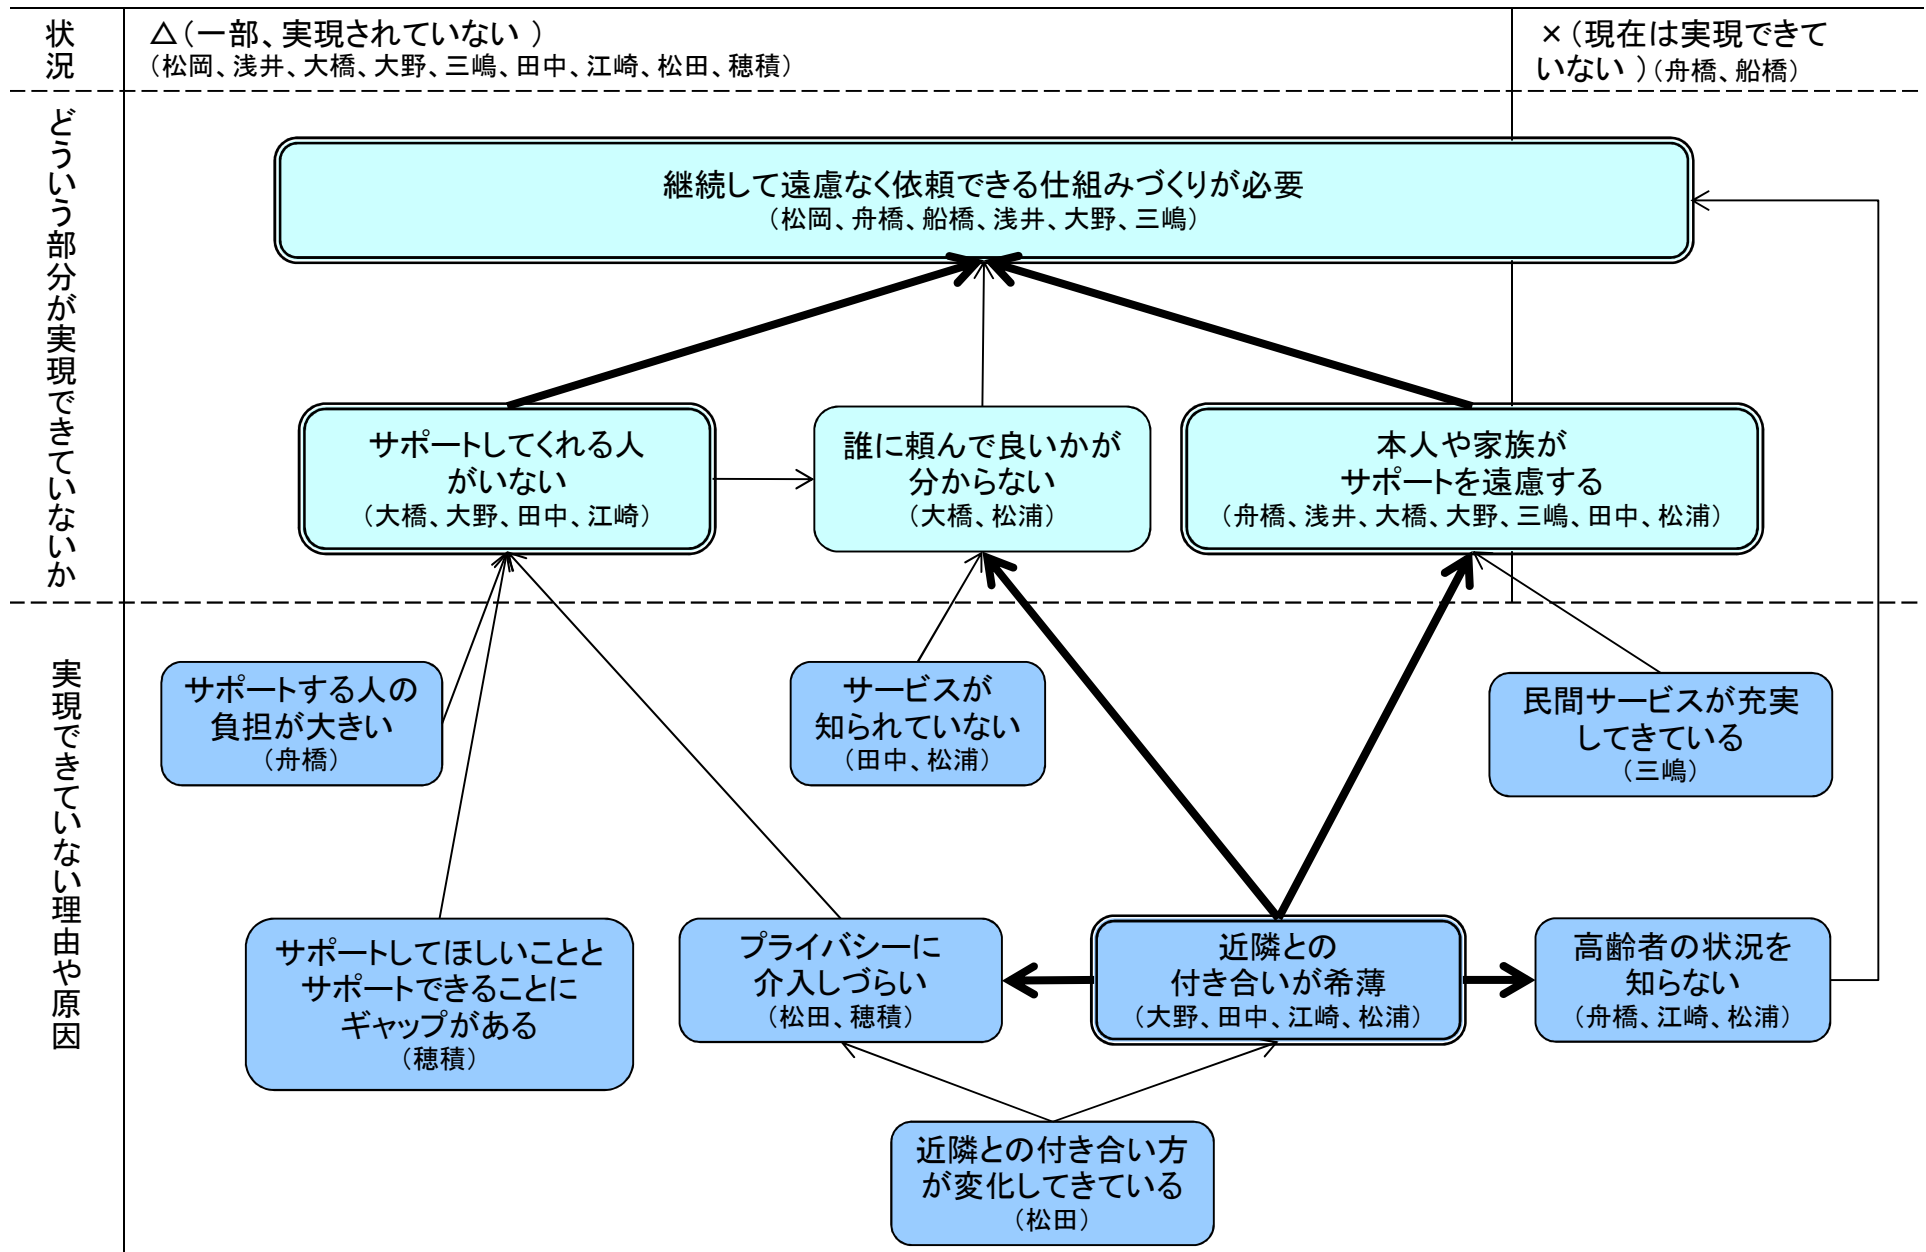 状況
△（一部、実現されていない ）
（松岡、浅井、大橋、大野、三嶋、田中、江崎、松田、穂積）
×（現在は実現できて
いない ）（舟橋、船橋）
どういう部分が実現できていないか
継続して遠慮なく依頼できる仕組みづくりが必要
（松岡、舟橋、船橋、浅井、大野、三嶋）
サポートしてくれる人
がいない
（大橋、大野、田中、江崎）
誰に頼んで良いかが
分からない
（大橋、松浦）
本人や家族が
サポートを遠慮する
（舟橋、浅井、大橋、大野、三嶋、田中、松浦）
実現できていない理由や原因
サポートする人の
負担が大きい
（舟橋）
サービスが
知られていない
（田中、松浦）
民間サービスが充実
してきている
（三嶋）
サポートしてほしいことと
サポートできることに
ギャップがある
（穂積）
プライバシーに
介入しづらい
（松田、穂積）
近隣との
付き合いが希薄
（大野、田中、江崎、松浦）
高齢者の状況を
知らない
（舟橋、江崎、松浦）
近隣との付き合い方
が変化してきている
（松田）